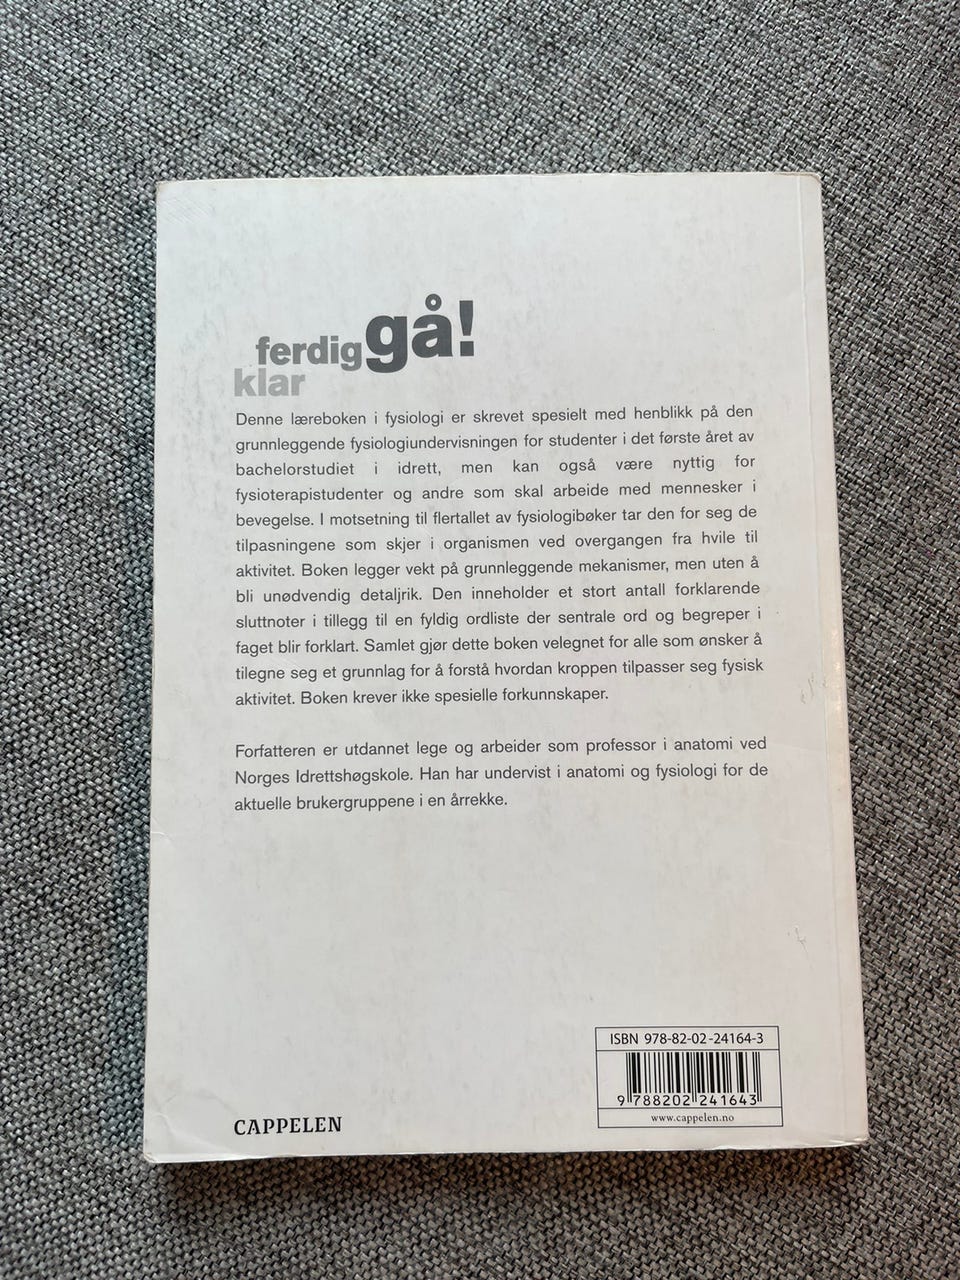 ferdig gå!
klar
Denne læreboken i fysiologi er skrevet spesielt med henblikk på den
grunnleggende fysiologiundervisningen for studenter i det første året av
bachelorstudiet i idrett, men kan også være nyttig for
fysioterapistudenter og andre som skal arbeide med mennesker i
bevegelse. I motsetning til flertallet av fysiologibøker tar den for seg de
tilpasningene som skjer i organismen ved overgangen fra hvile til
aktivitet. Boken legger vekt på grunnleggende mekanismer, men uten å
bli unødvendig detaljrik. Den inneholder et stort antall forklarende
sluttnoter i tillegg til en fyldig ordliste der sentrale ord og begreper i
faget blir forklart. Samlet gjør dette boken velegnet for alle som ønsker å
tilegne seg et grunnlag for å forstå hvordan kroppen tilpasser seg fysisk
aktivitet. Boken krever ikke spesielle forkunnskaper.
Forfatteren er utdannet lege og arbeider som professor i anatomi ved
Norges Idrettshøgskole. Han har undervist i anatomi og fysiologi for de
aktuelle brukergruppene i en årrekke.
ISBN 978-82-02-24164-3
9 788202 241643
www.cappelen.no
CAPPELEN